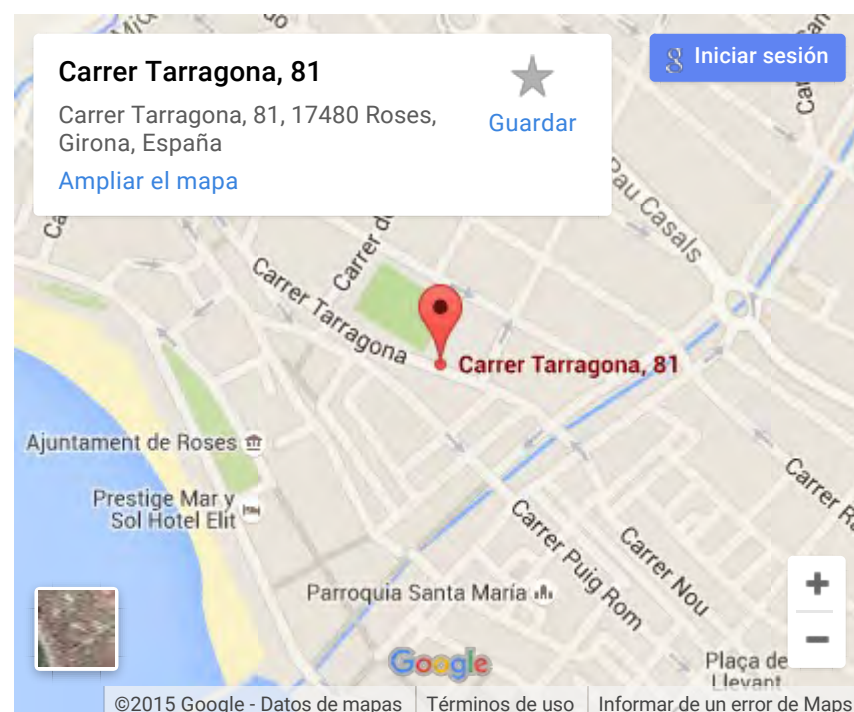 Carrer Tarragona, 81
Carrer Tarragona, 81, 17480 Roses,
Girona, España
Ampliar el mapa
Guardar
Iniciar sesión
Pau Casals
Carrer de
Carrer Tarragona
Carrer Tarragona, 81
Ajuntament de Roses
Prestige Mar y
Sol Hotel Elit
Carrer Puig Rom
Carrer Nou
Parroquia Santa María
Plaça de
Llevant
Google
©2015 Google - Datos de mapas
Términos de uso
Informar de un error de Maps